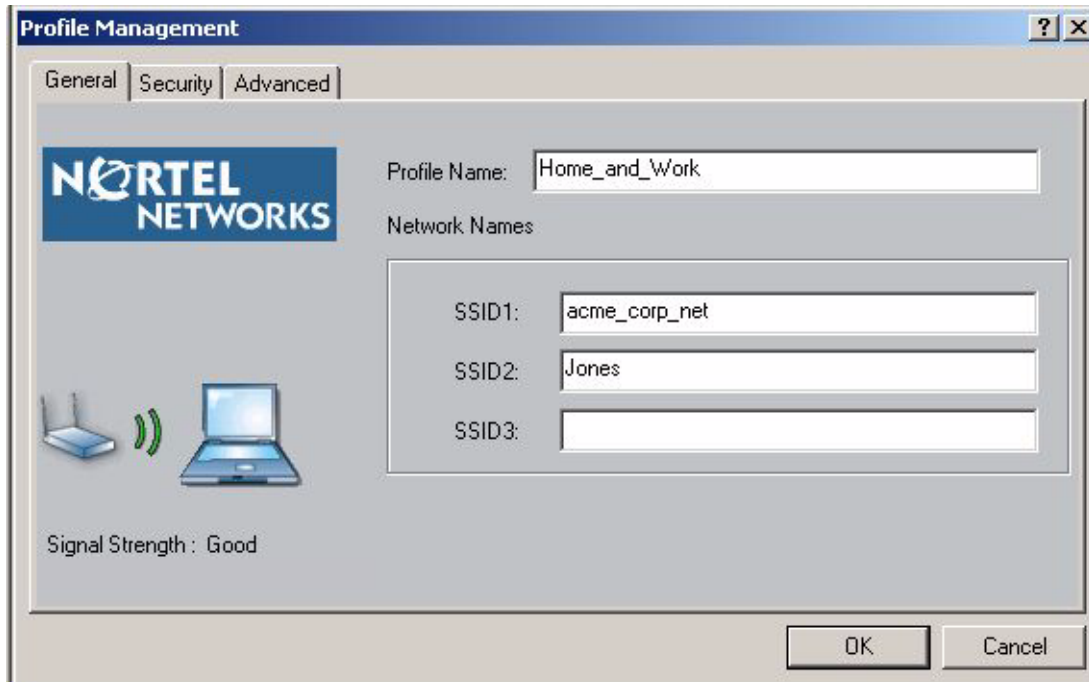 Profile Management
General Security Advanced
NORTEL
NETWORKS
Profile Name: Home_and_Work
Network Names
SSID1: acme_corp_net
SSID2: Jones
SSID3:
Signal Strength : Good
OK Cancel